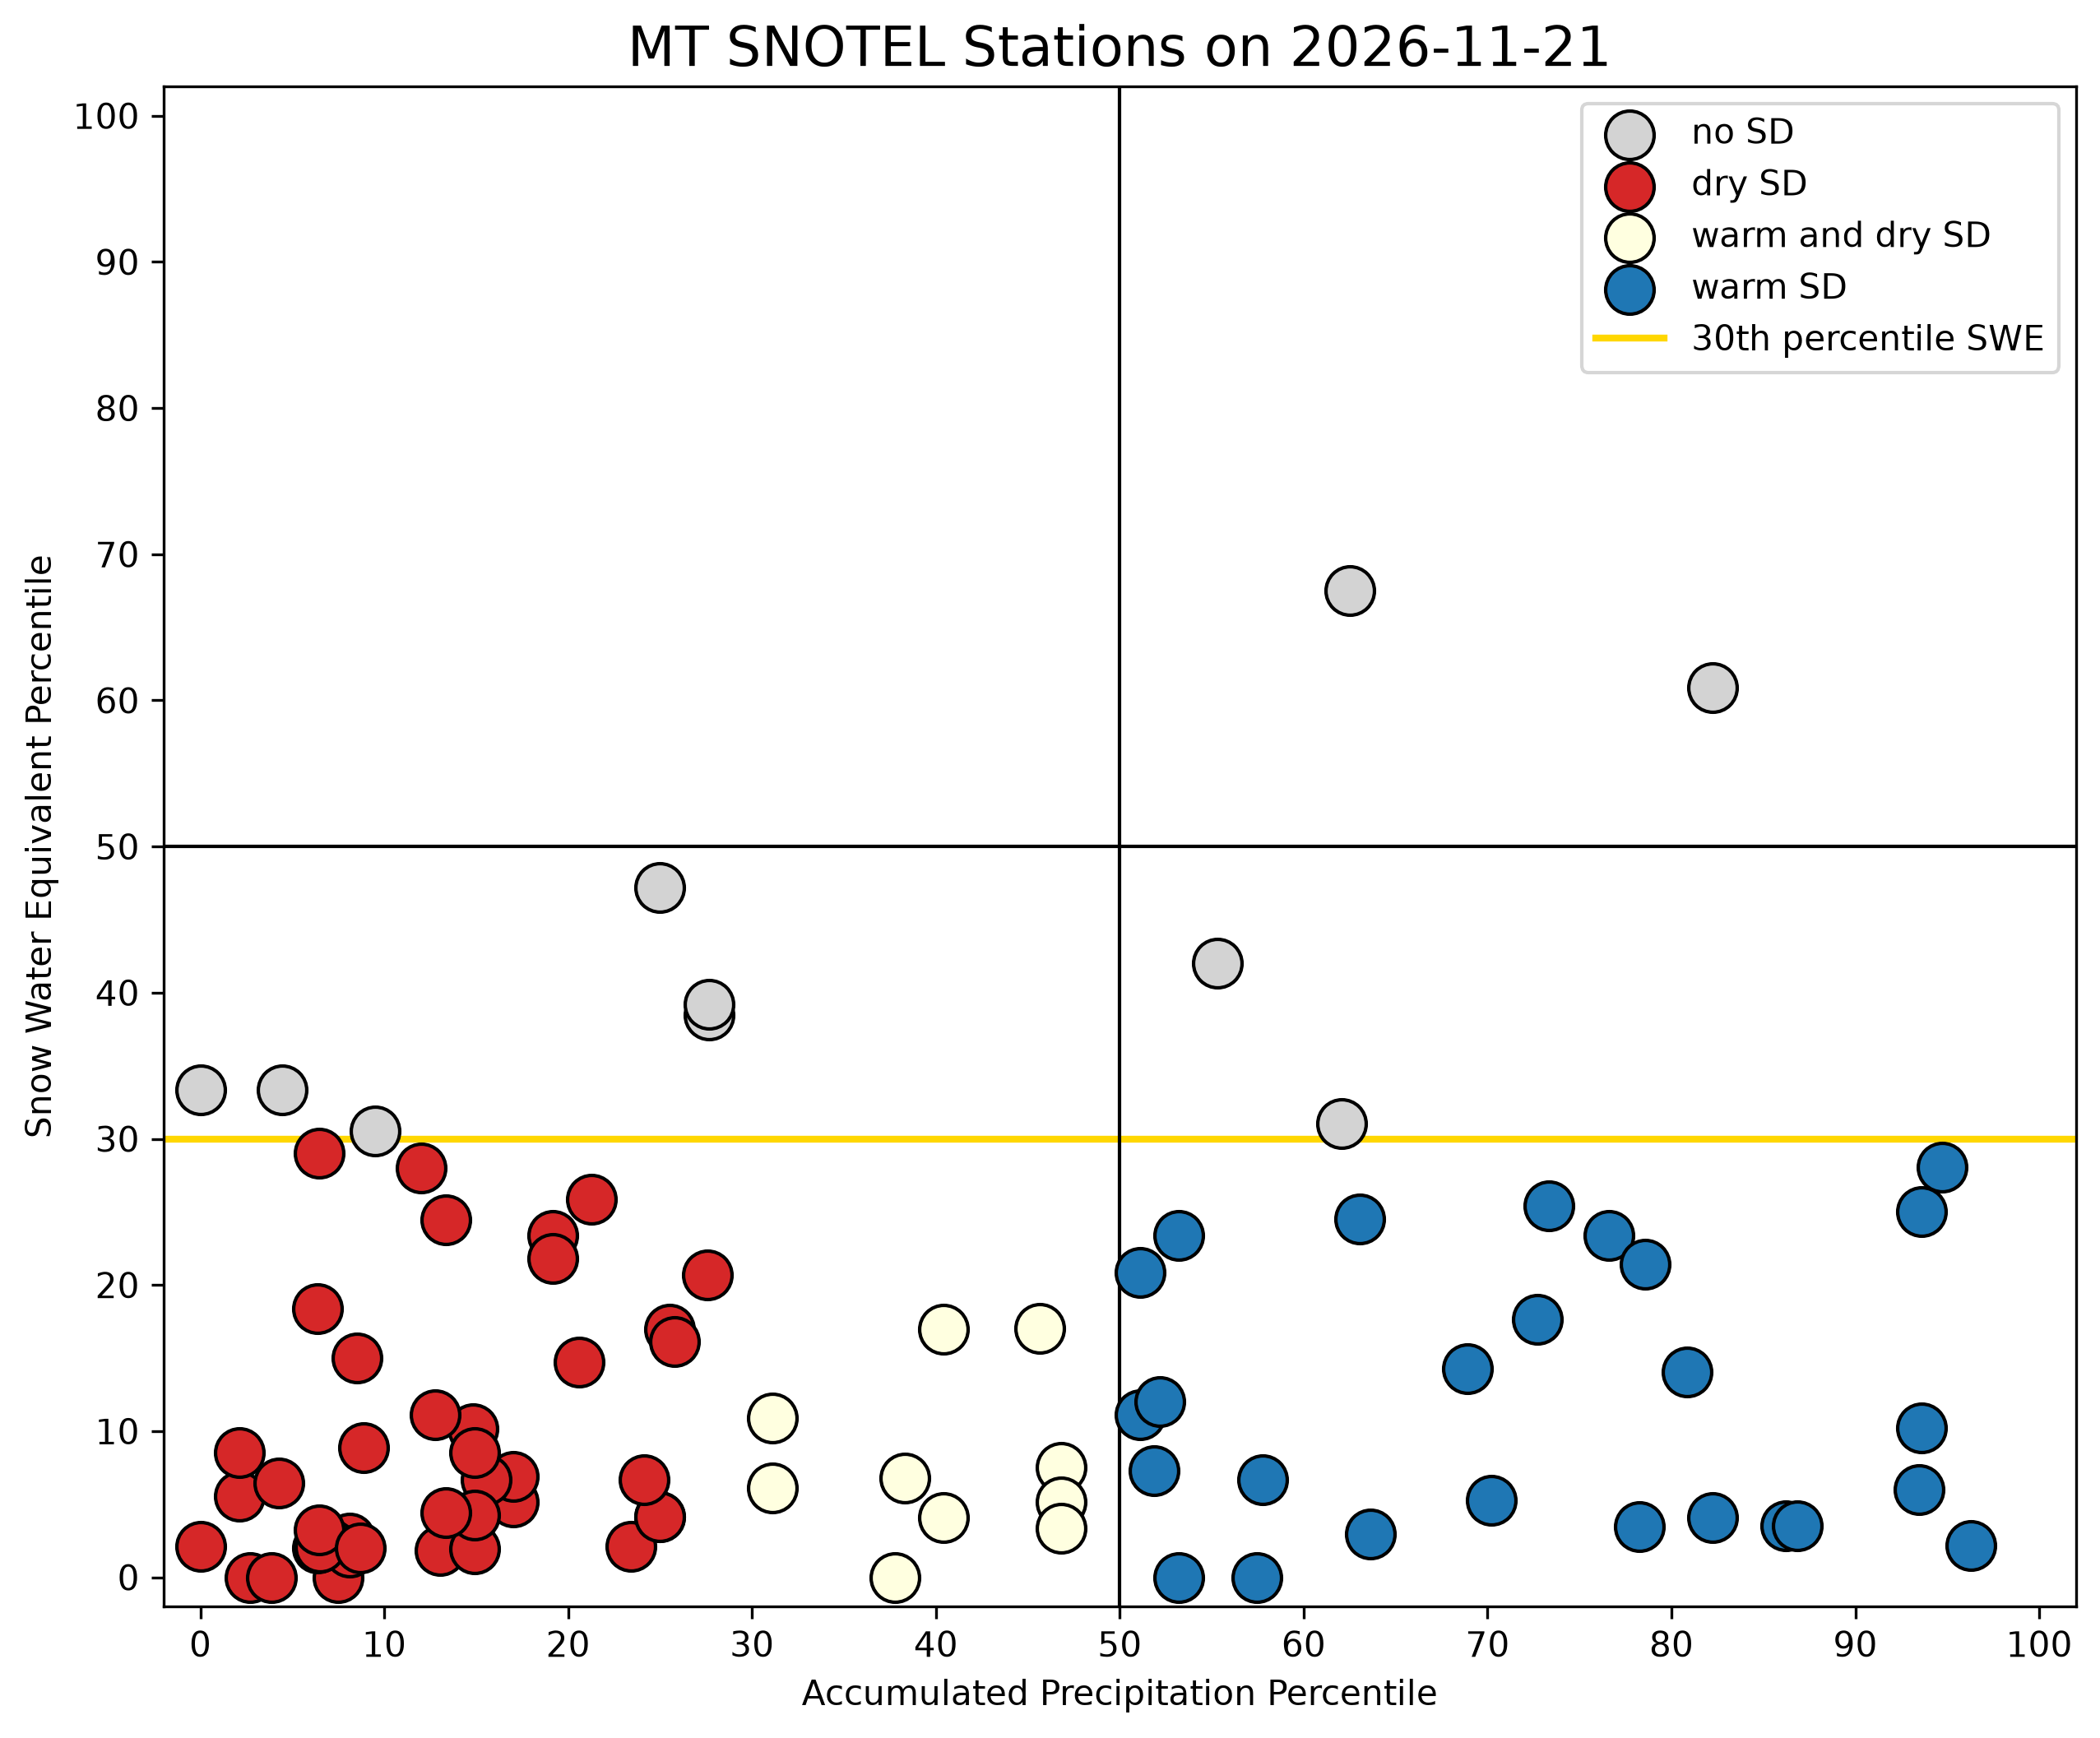 MT SNOTEL Stations on 2026-11-21
no SD
dry SD
warm and dry SD
warm SD
30th percentile SWE
Snow Water Equivalent Percentile
100
90
80
70
60
50
40
30
20
10
0
0 10 20 30 40 50 60 70 80 90 100
Accumulated Precipitation Percentile